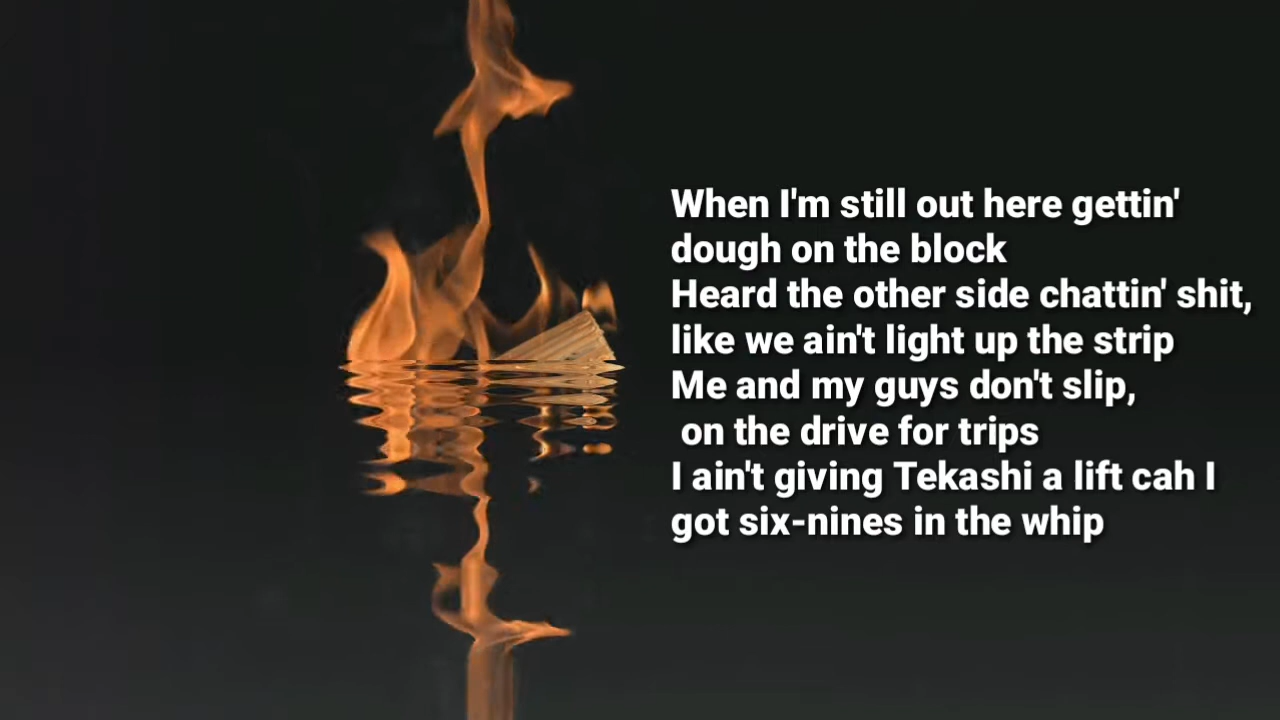 When I'm still out here gettin'
dough on the block
Heard the other side chattin' shit,
like we ain't light up the strip
Me and my guys don't slip,
on the drive for trips
I ain't giving Tekashi a lift cah I
got six-nines in the whip